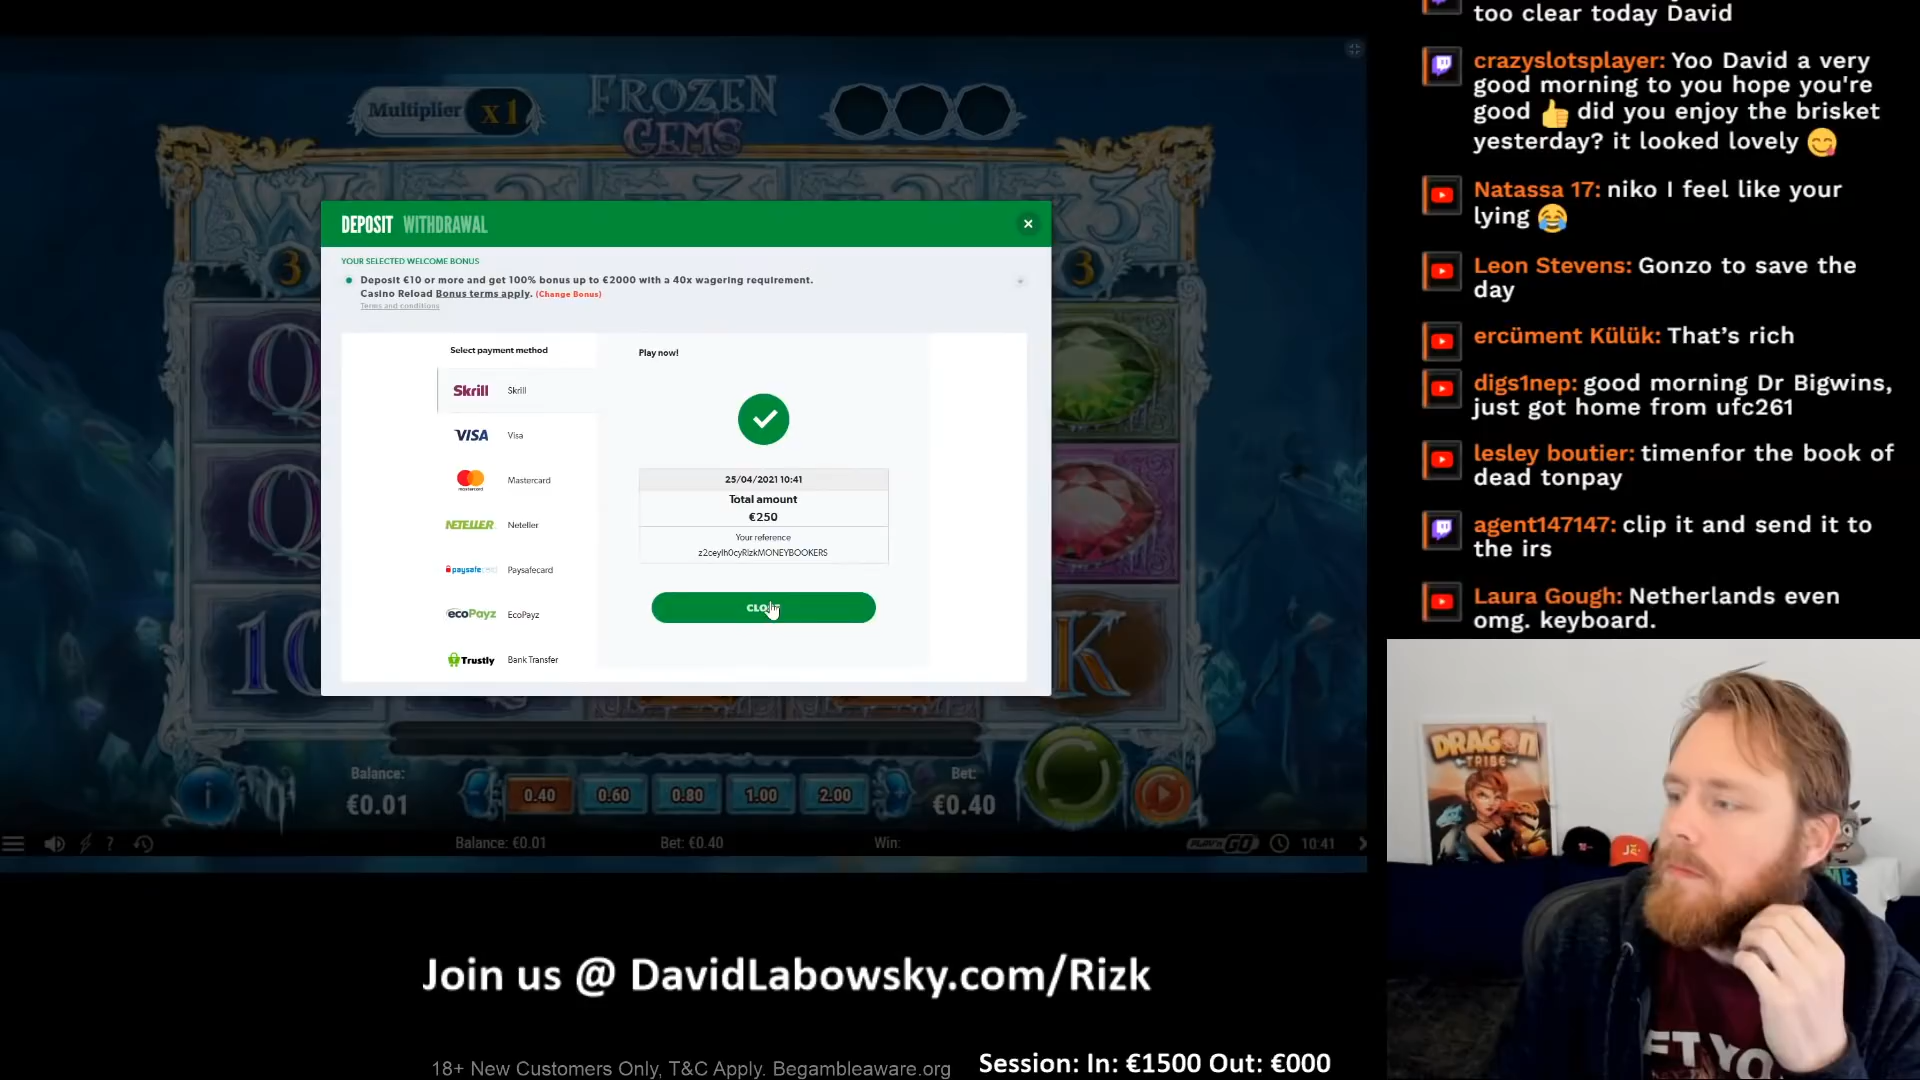 Multiplier x1
FROZEN
GEMS
3
3
DEPOSIT WITHDRAWAL
YOUR SELECTED WELCOME BONUS
Deposit €10 or more and get 100% bonus up to €2000 with a 40x wagering requirement.
Casino Reload Bonus terms apply. (Change Bonus)
Terms and conditions
Select payment method
Skrill Skrill
VISA Visa
mastercard Mastercard
NETELLER Neteller
paysafecard Paysafecard
ecoPayz EcoPayz
Trustly Bank Transfer
Play now!
25/04/2021 10:41
Total amount
€250
Your reference
z2ceylh0cyRizkMONEYBOOKERS
Q
Q
10
K
Balance:
€0.01
0.40 0.60 0.80 1.00 2.00
Bet:
€0.40
Balance: €0.01 Bet: €0.40 Win:
PLAY'n GO 10:41
Join us @ DavidLabowsky.com/Rizk
18+ New Customers Only, T&C Apply. Begambleaware.org
Session: In: €1500 Out: €000
too clear today David
crazyslotsplayer: Yoo David a very
good morning to you hope you're
good 👍 did you enjoy the brisket
yesterday? it looked lovely 😋
Natassa 17: niko I feel like your
lying 😂
Leon Stevens: Gonzo to save the
day
ercüment Külük: That’s rich
digs1nep: good morning Dr Bigwins,
just got home from ufc261
lesley boutier: timenfor the book of
dead tonpay
agent147147: clip it and send it to
the irs
Laura Gough: Netherlands even
omg. keyboard.
DRAGON
TRIBE